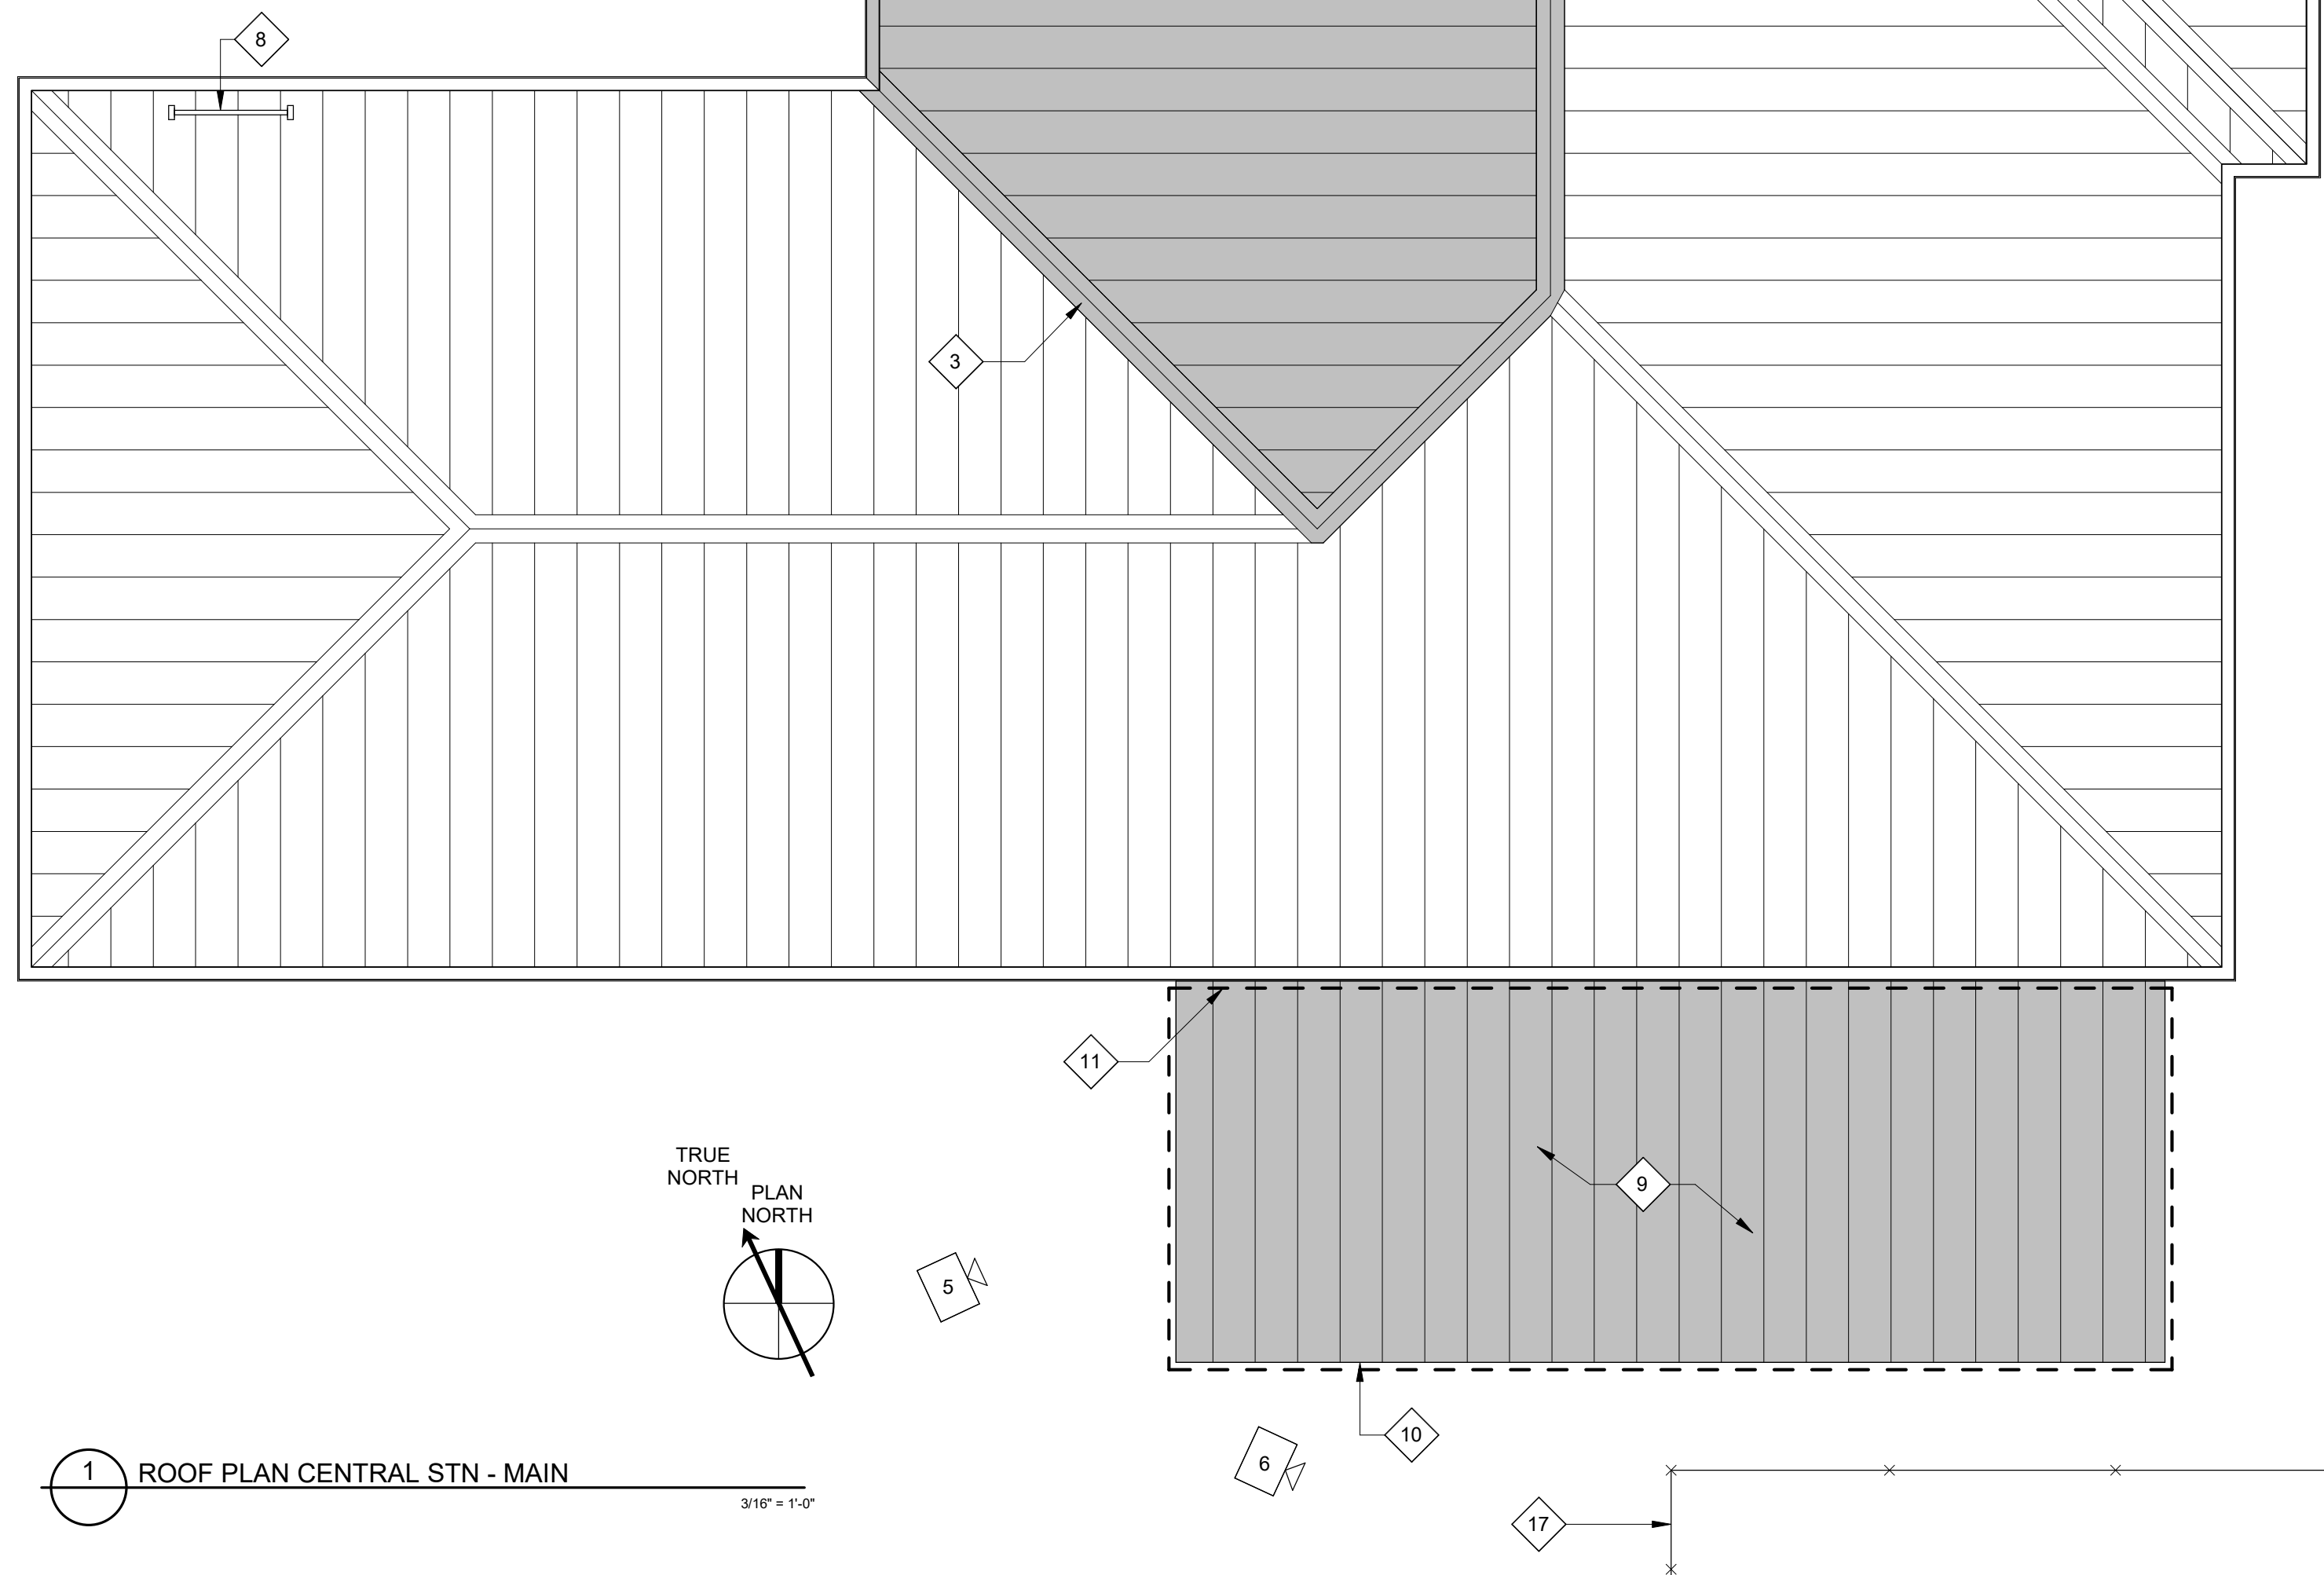 8
3
11
9
TRUE
NORTH
PLAN
NORTH
5
10
6
1
ROOF PLAN CENTRAL STN - MAIN
3/16" = 1'-0"
17